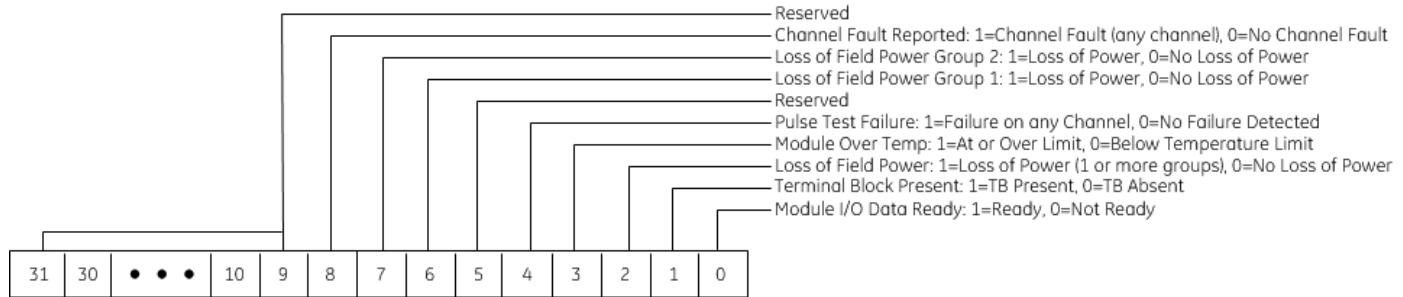 Reserved
Channel Fault Reported: 1=Channel Fault (any channel), 0=No Channel Fault
Loss of Field Power Group 2: 1=Loss of Power, 0=No Loss of Power
Loss of Field Power Group 1: 1=Loss of Power, 0=No Loss of Power
Reserved
Pulse Test Failure: 1=Failure on any Channel, 0=No Failure Detected
Module Over Temp: 1=At or Over Limit, 0=Below Temperature Limit
Loss of Field Power: 1=Loss of Power (1 or more groups), 0=No Loss of Power
Terminal Block Present: 1=TB Present, 0=TB Absent
Module I/O Data Ready: 1=Ready, 0=Not Ready
31 30 • • • 10 9 8 7 6 5 4 3 2 1 0